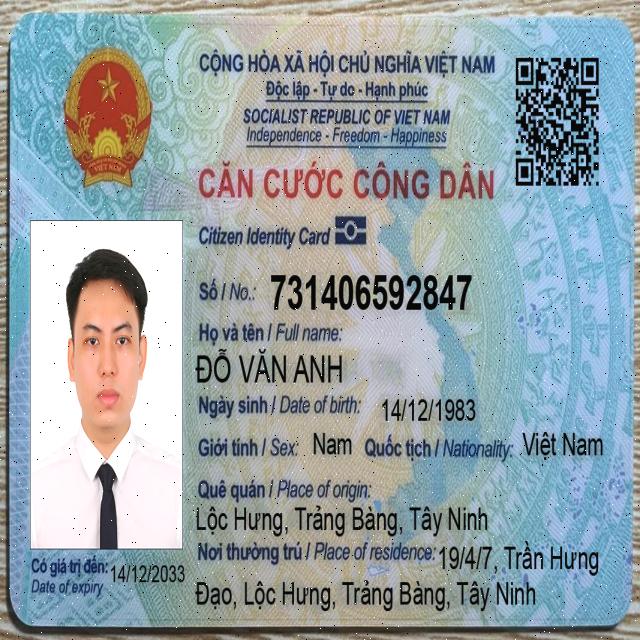 CỘNG HÒA XÃ HỘI CHỦ NGHĨA VIỆT NAM
Độc lập - Tự do - Hạnh phúc
SOCIALIST REPUBLIC OF VIET NAM
Independence - Freedom - Happiness
CĂN CƯỚC CÔNG DÂN
Citizen Identity Card
Số / No.: 731406592847
Họ và tên / Full name:
ĐỖ VĂN ANH
Ngày sinh / Date of birth: 14/12/1983
Giới tính / Sex: Nam Quốc tịch / Nationality: Việt Nam
Quê quán / Place of origin:
Lộc Hưng, Trảng Bàng, Tây Ninh
Nơi thường trú / Place of residence: 19/4/7, Trần Hưng
Đạo, Lộc Hưng, Trảng Bàng, Tây Ninh
Có giá trị đến: 14/12/2033
Date of expiry
VIỆT NAM